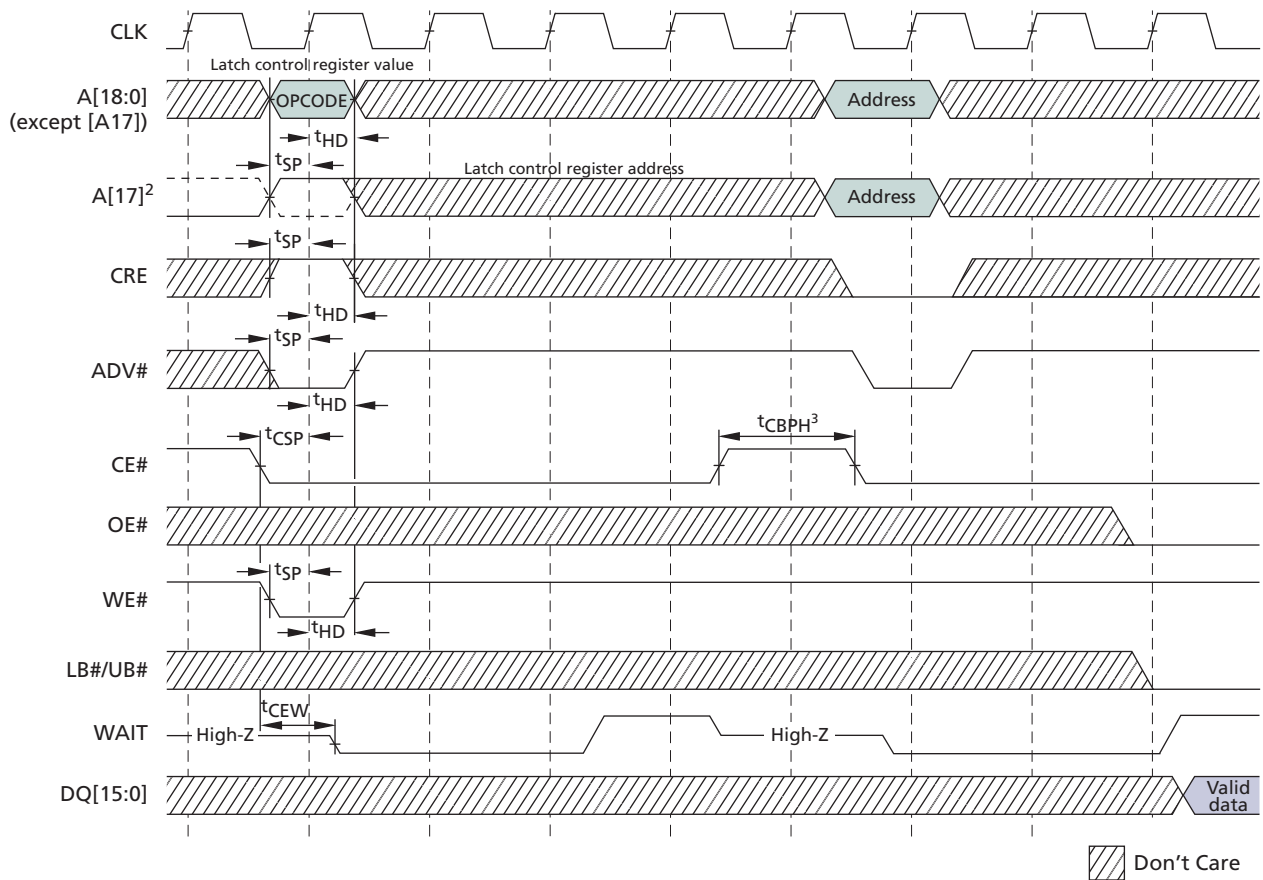 CLK
Latch control register value
A[18:0]
(except [A17])
OPCODE
Address
tHD
tSP
Latch control register address
A[17]2
Address
tSP
CRE
tHD
tSP
ADV#
tHD
tCSP
tCBPH3
CE#
OE#
tSP
WE#
tHD
LB#/UB#
tCEW
WAIT
High-Z
High-Z
DQ[15:0]
Valid
data
Don't Care